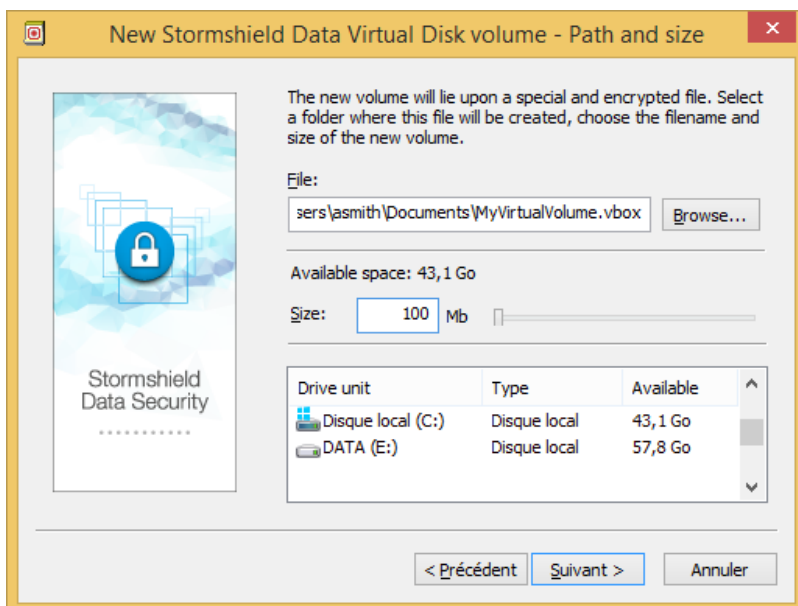 New Stormshield Data Virtual Disk volume - Path and size
The new volume will lie upon a special and encrypted file. Select
a folder where this file will be created, choose the filename and
size of the new volume.
File:
sers\asmith\Documents\MyVirtualVolume.vbox Browse...
Available space: 43,1 Go
Size: 100 Mb
Stormshield
Data Security
Drive unit Type Available
Disque local (C:) Disque local 43,1 Go
DATA (E:) Disque local 57,8 Go
< Précédent Suivant > Annuler